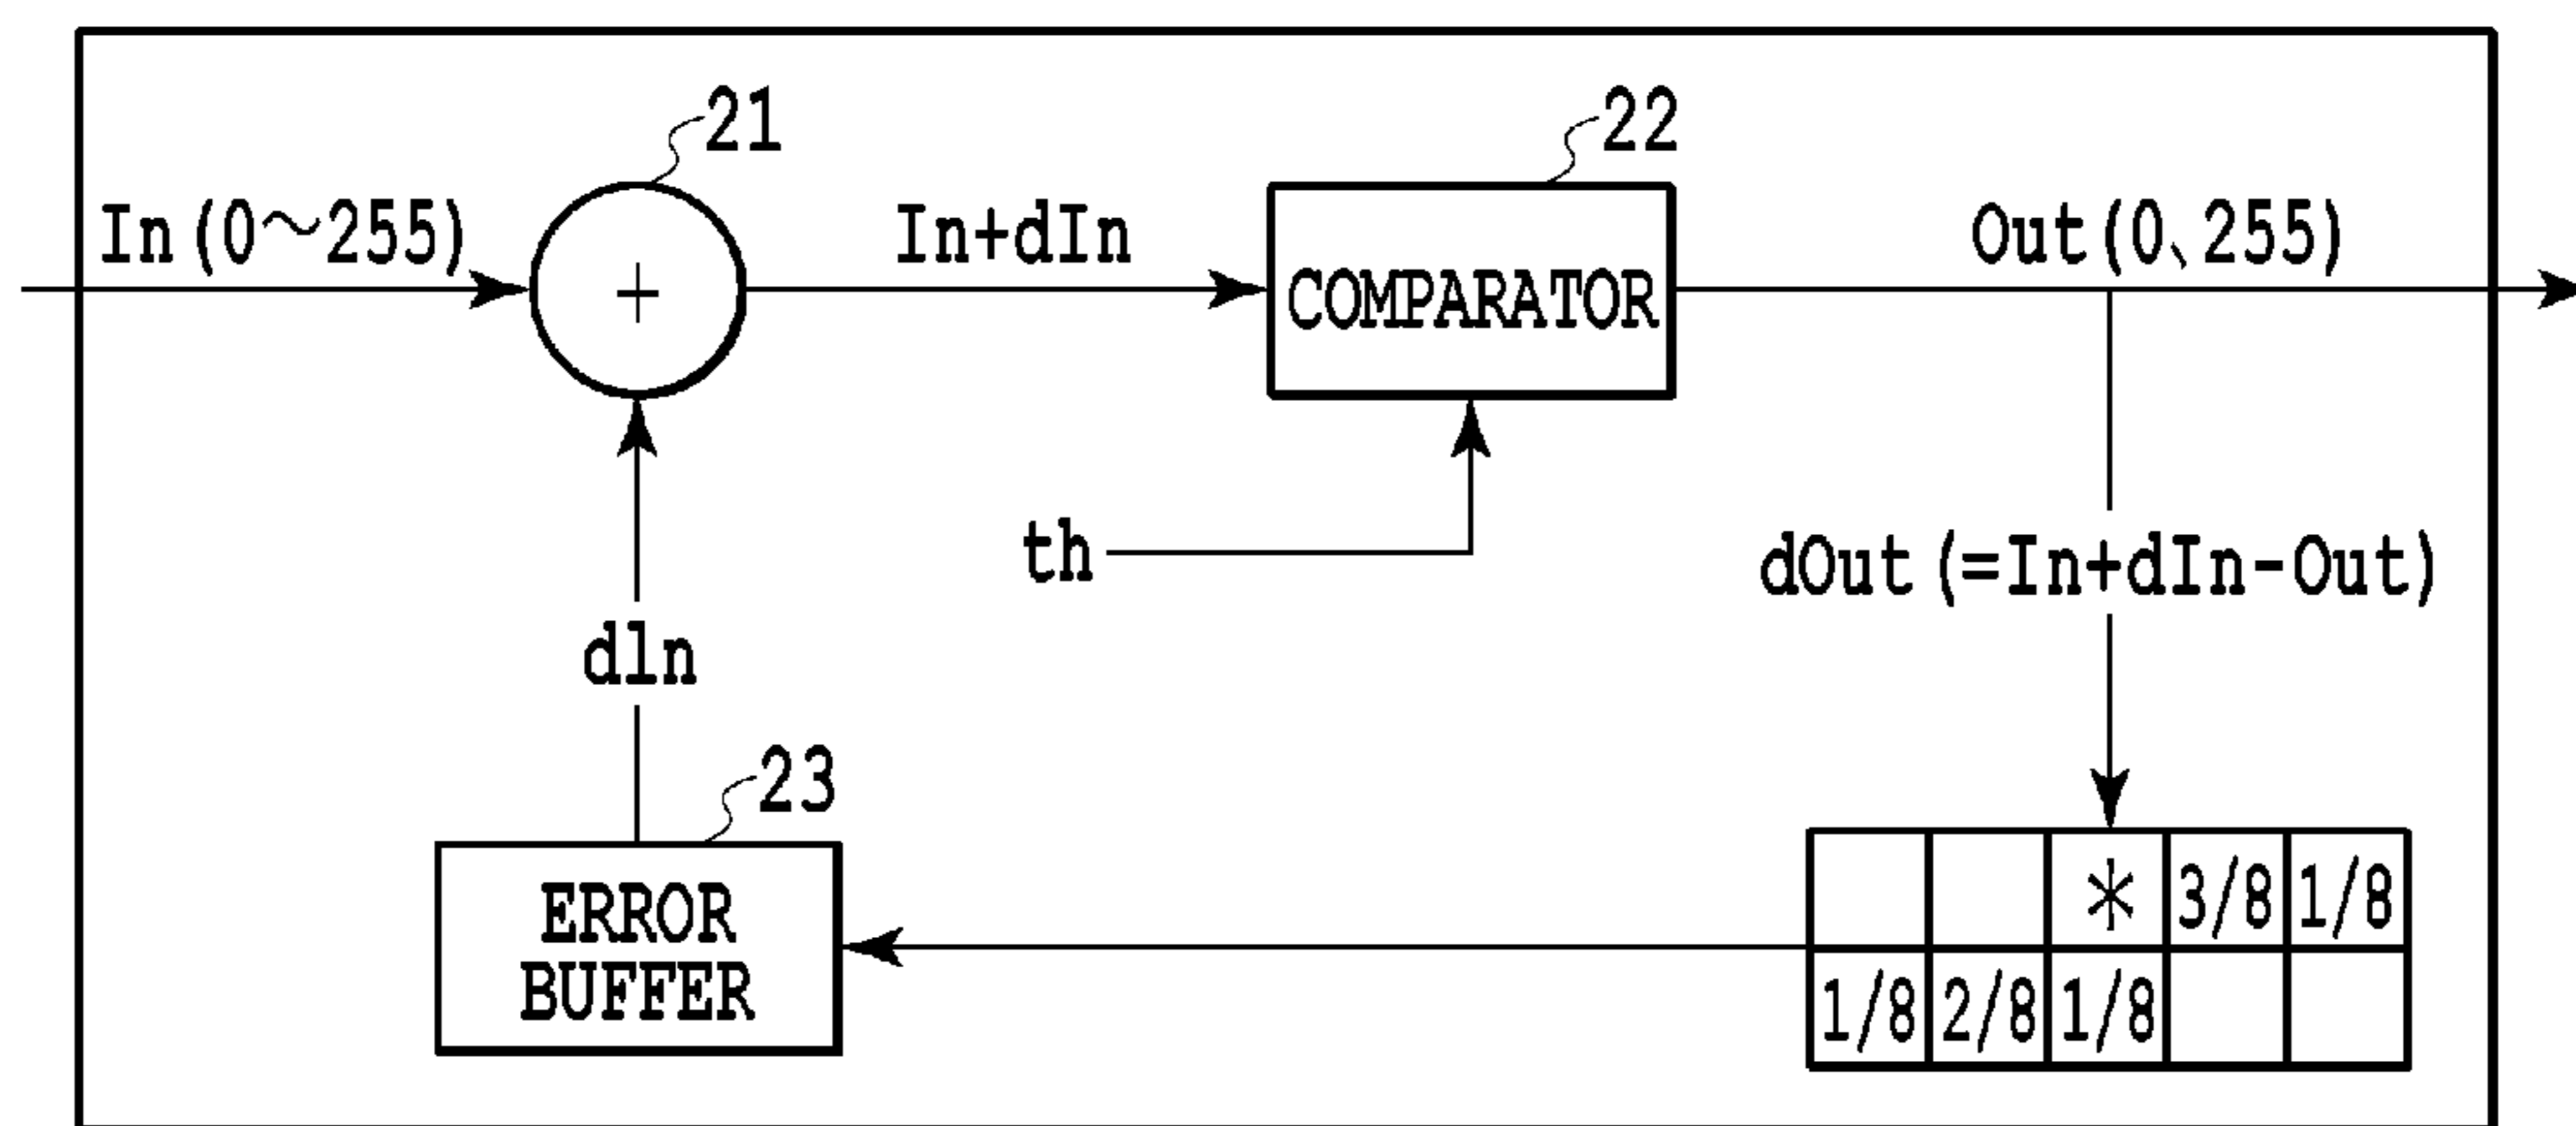 21
22
In (0～255)
In+dIn
Out (0、255)
+
COMPARATOR
th
dOut (=In+dIn-Out)
dln
23
ERROR
BUFFER
* 3/8 1/8
1/8 2/8 1/8